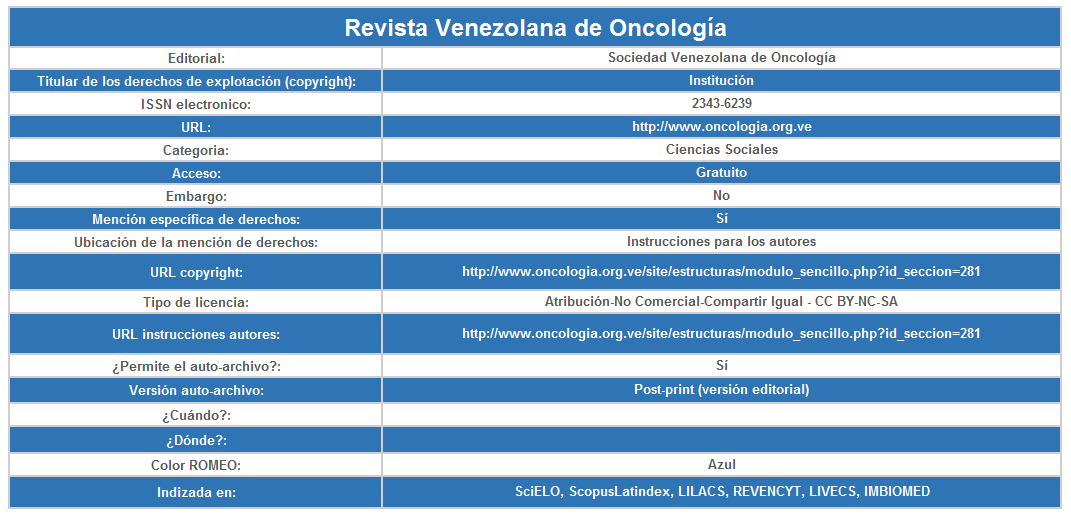 Revista Venezolana de Oncología
Editorial: Sociedad Venezolana de Oncología
Titular de los derechos de explotación (copyright): Institución
ISSN electronico: 2343-6239
URL: http://www.oncologia.org.ve
Categoria: Ciencias Sociales
Acceso: Gratuito
Embargo: No
Mención específica de derechos: Sí
Ubicación de la mención de derechos: Instrucciones para los autores
URL copyright: http://www.oncologia.org.ve/site/estructuras/modulo_sencillo.php?id_seccion=281
Tipo de licencia: Atribución-No Comercial-Compartir Igual - CC BY-NC-SA
URL instrucciones autores: http://www.oncologia.org.ve/site/estructuras/modulo_sencillo.php?id_seccion=281
¿Permite el auto-archivo?: Sí
Versión auto-archivo: Post-print (versión editorial)
¿Cuándo?:
¿Dónde?:
Color ROMEO: Azul
Indizada en: SciELO, ScopusLatindex, LILACS, REVENCYT, LIVECS, IMBIOMED